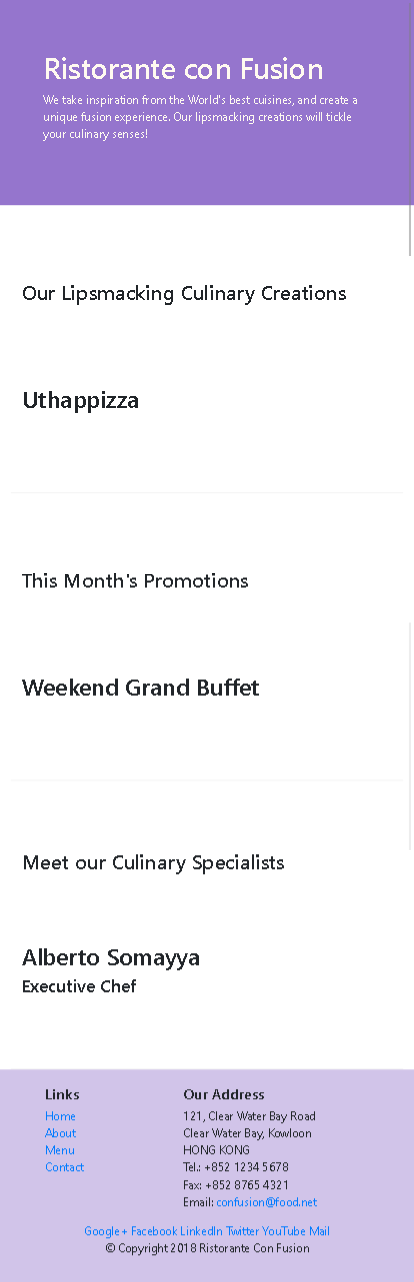 Ristorante con Fusion
We take inspiration from the World's best cuisines, and create a
unique fusion experience. Our lipsmacking creations will tickle
your culinary senses!
Our Lipsmacking Culinary Creations
Uthappizza
This Month's Promotions
Weekend Grand Buffet
Meet our Culinary Specialists
Alberto Somayya
Executive Chef
Links
Home
About
Menu
Contact
Our Address
121, Clear Water Bay Road
Clear Water Bay, Kowloon
HONG KONG
Tel.: +852 1234 5678
Fax: +852 8765 4321
Email: confusion@food.net
Google+ Facebook LinkedIn Twitter YouTube Mail
© Copyright 2018 Ristorante Con Fusion